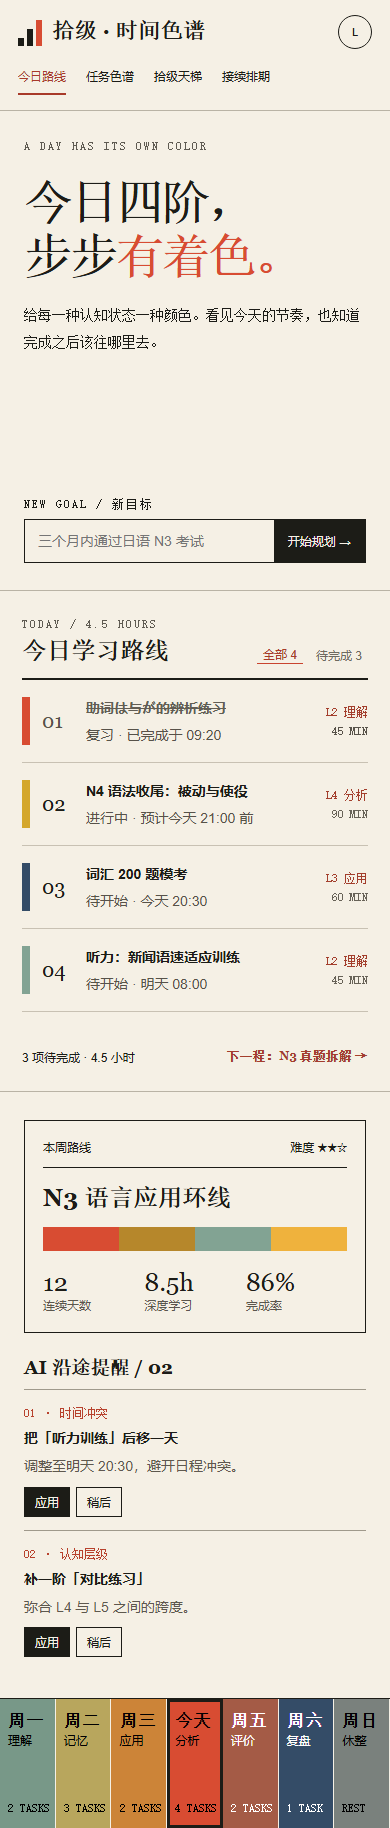 拾级·时间色谱
L
今日路线 任务色谱 拾级天梯 接续排期
A DAY HAS ITS OWN COLOR
今日四阶，
步步有着色。
给每一种认知状态一种颜色。看见今天的节奏，也知道
完成之后该往哪里去。
NEW GOAL / 新目标
三个月内通过日语 N3 考试 开始规划 →
TODAY / 4.5 HOURS
今日学习路线 全部 4 待完成 3
01 助词は与が的辨析练习 L2 理解
复习 · 已完成于 09:20 45 MIN
02 N4 语法收尾：被动与使役 L4 分析
进行中 · 预计今天 21:00 前 90 MIN
03 词汇 200 题模考 L3 应用
待开始 · 今天 20:30 60 MIN
04 听力：新闻语速适应训练 L2 理解
待开始 · 明天 08:00 45 MIN
3 项待完成 · 4.5 小时 下一程：N3 真题拆解 →
本周路线 难度 ★★☆
N3 语言应用环线
12 8.5h 86%
连续天数 深度学习 完成率
AI 沿途提醒 / 02
01 · 时间冲突
把「听力训练」后移一天
调整至明天 20:30，避开日程冲突。
应用 稍后
02 · 认知层级
补一阶「对比练习」
弥合 L4 与 L5 之间的跨度。
应用 稍后
周一 周二 周三 今天 周五 周六 周日
理解 记忆 应用 分析 评价 复盘 休整
2 TASKS 3 TASKS 2 TASKS 4 TASKS 2 TASKS 1 TASK REST